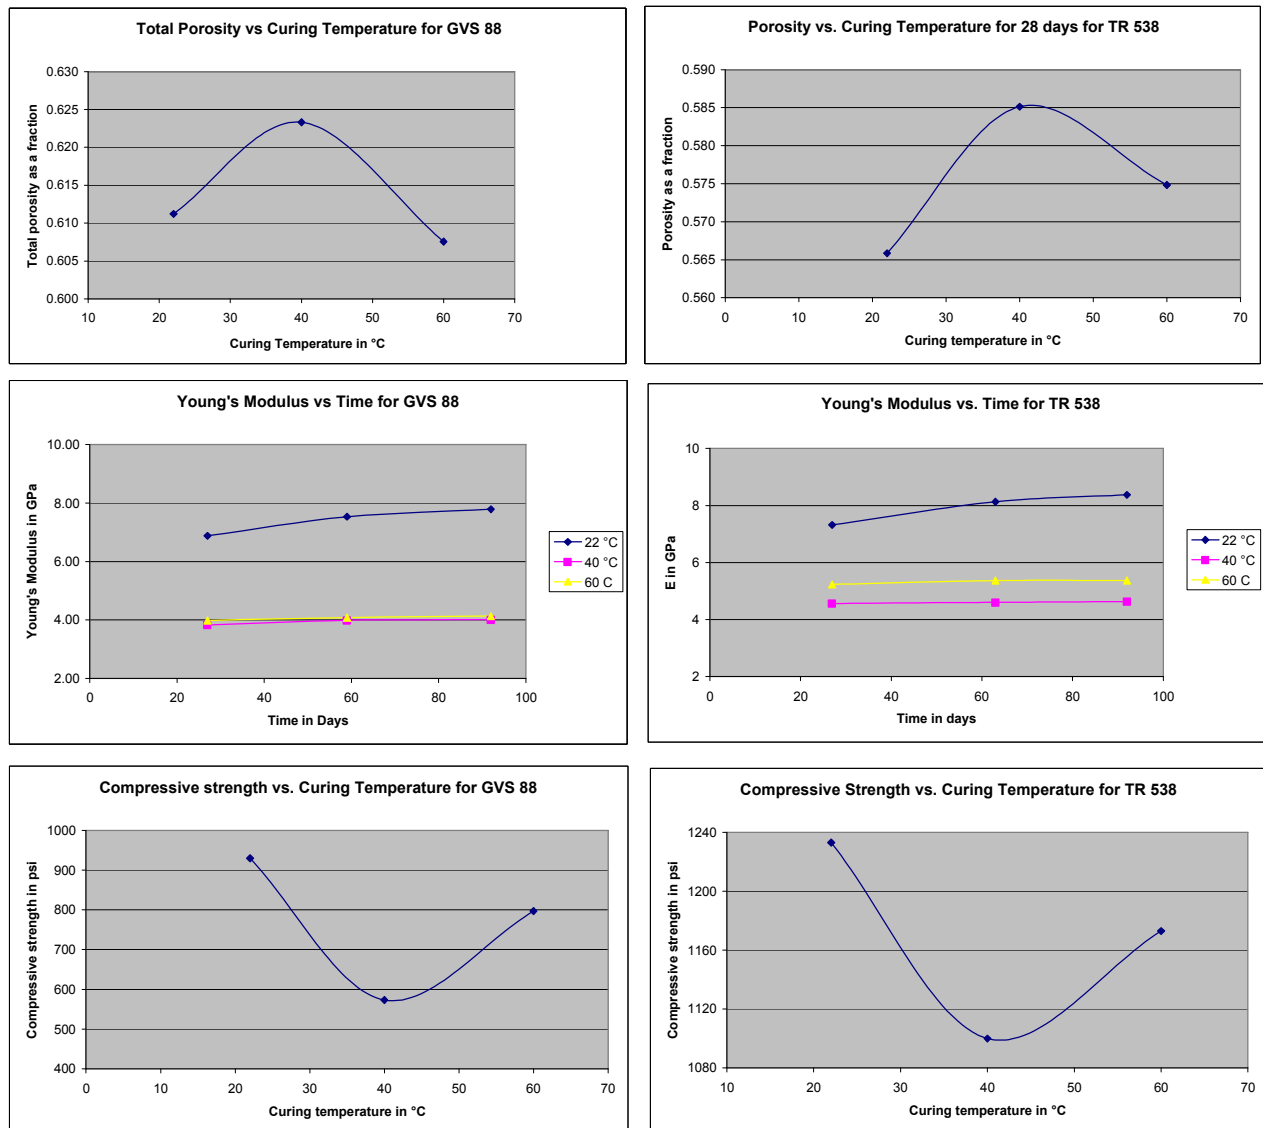 Total Porosity vs Curing Temperature for GVS 88
Total porosity as a fraction
0.630
0.625
0.620
0.615
0.610
0.605
0.600
10 20 30 40 50 60 70
Curing Temperature in °C
Porosity vs. Curing Temperature for 28 days for TR 538
Porosity as a fraction
0.590
0.585
0.580
0.575
0.570
0.565
0.560
0 10 20 30 40 50 60 70
Curing temperature in °C
Young's Modulus vs Time for GVS 88
Young's Modulus in GPa
10.00
8.00
6.00
4.00
2.00
0 20 40 60 80 100
Time in Days
22 °C
40 °C
60 C
Young's Modulus vs. Time for TR 538
E in GPa
10
8
6
4
2
0 20 40 60 80 100
Time in days
22 °C
40 °C
60 C
Compressive strength vs. Curing Temperature for GVS 88
Compressive strength in psi
1000
900
800
700
600
500
400
0 10 20 30 40 50 60 70
Curing temperature in °C
Compressive Strength vs. Curing Temperature for TR 538
Compressive strength in psi
1240
1200
1160
1120
1080
10 20 30 40 50 60 70
Curing temperature in °C